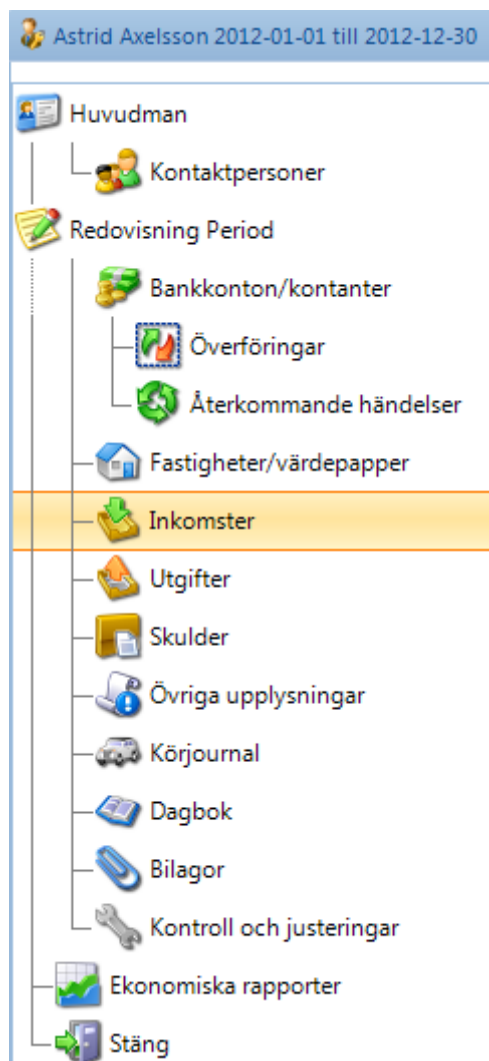 Astrid Axelsson 2012-01-01 till 2012-12-30
Huvudman
Kontaktpersoner
Redovisning Period
Bankkonton/kontanter
Överföringar
Återkommande händelser
Fastigheter/värdepapper
Inkomster
Utgifter
Skulder
Övriga upplysningar
Körjournal
Dagbok
Bilagor
Kontroll och justeringar
Ekonomiska rapporter
Stäng